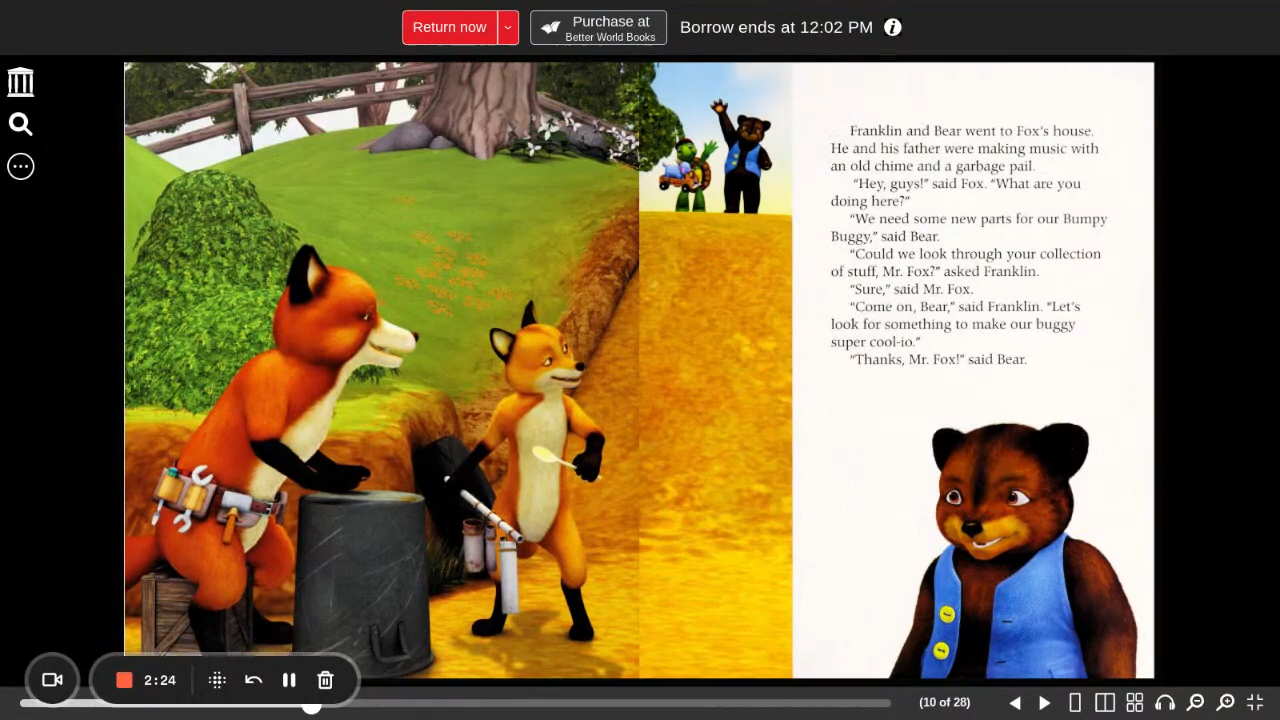 Return now
Purchase at
Better World Books
Borrow ends at 12:02 PM
Franklin and Bear went to Fox's house.
He and his father were making music with
an old chime and a garbage pail.
"Hey, guys!" said Fox. "What are you
doing here?"
"We need some new parts for our Bumpy
Buggy," said Bear.
"Could we look through your collection
of stuff, Mr. Fox?" asked Franklin.
"Sure," said Mr. Fox.
"Come on, Bear," said Franklin. "Let's
look for something to make our buggy
super cool-io."
"Thanks, Mr. Fox!" said Bear.
2:24
(10 of 28)